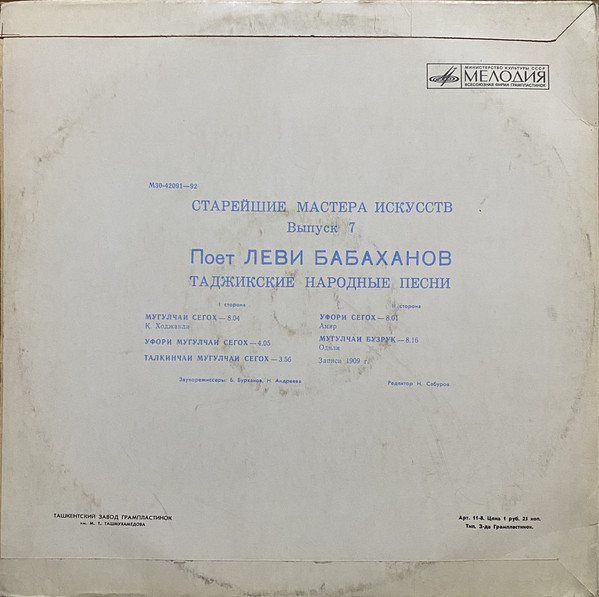 МИНИСТЕРСТВО КУЛЬТУРЫ СССР
МЕЛОДИЯ
ВСЕСОЮЗНАЯ ФИРМА ГРАМПЛАСТИНОК
М30-42091—92
СТАРЕЙШИЕ МАСТЕРА ИСКУССТВ
Выпуск 7
Поет ЛЕВИ БАБАХАНОВ
ТАДЖИКСКИЕ НАРОДНЫЕ ПЕСНИ
I сторона
МУГУЛЧАИ СЕГОХ — 8.04
К. Ходжанди
УФОРИ МУГУЛЧАИ СЕГОХ — 4.05
ТАЛКИНЧАИ МУГУЛЧАИ СЕГОХ — 3.56
II сторона
УФОРИ СЕГОХ — 8.01
Амир
МУГУЛЧАИ БУЗРУК — 8.16
Запись 1909 г.
Звукорежиссеры: Б. Бурханов, Н. Андреева
Редактор Н. Сабуров
ТАШКЕНТСКИЙ ЗАВОД ГРАМПЛАСТИНОК
им. М. Т. ТАШМУХАМЕДОВА
Арт. 11-8. Цена 1 руб. 25 коп.
Тип. З-да Грампластинок.